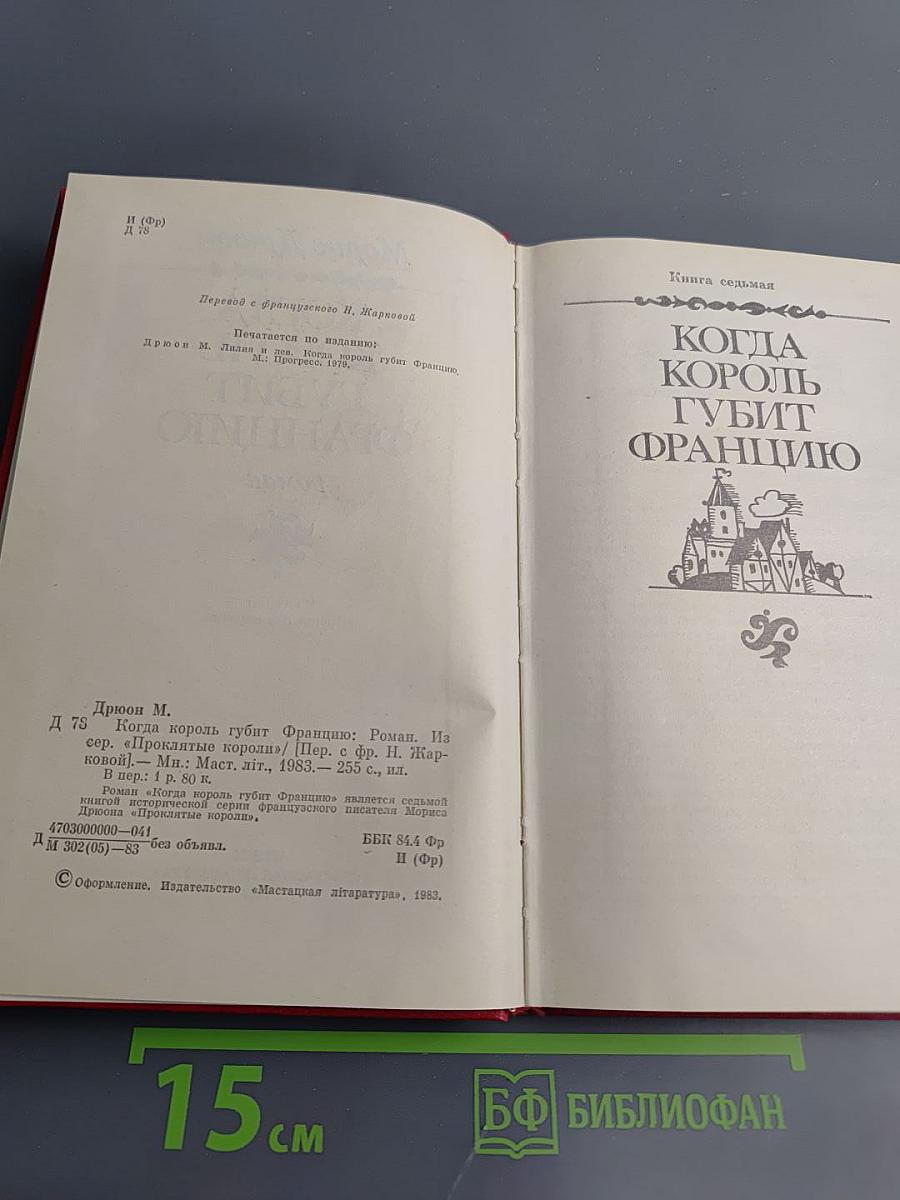 И (Фр)
Д 78
Перевод с французского Н. Жарковой
Печатается по изданию:
Дрюон М. Лилия и лев. Когда король губит Францию.
М.: Прогресс, 1979.
Дрюон М.
Д 78 Когда король губит Францию: Роман. Из
сер. «Проклятые короли»/ [Пер. с фр. Н. Жар-
ковой].— Мн.: Маст. літ., 1983.— 255 с., ил.
В пер.: 1 р. 80 к.
Роман «Когда король губит Францию» является седьмой
книгой исторической серии французского писателя Мориса
Дрюона «Проклятые короли».
Д 4703000000—041 без объявл.
М 302(05)—83
ББК 84.4 Фр
И (Фр)
© Оформление. Издательство «Мастацкая літаратура», 1983.
Книга седьмая
КОГДА
КОРОЛЬ
ГУБИТ
ФРАНЦИЮ
15 см
БФ БИБЛИОФАН